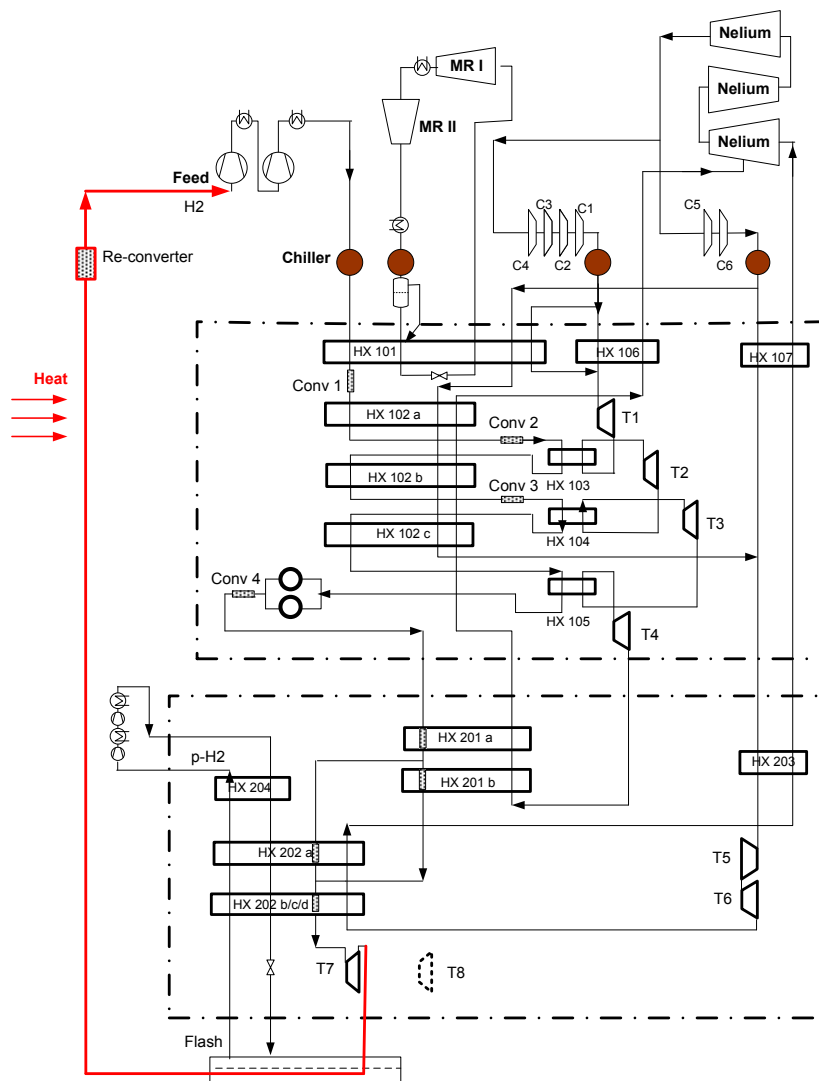 Nelium
MR I
Nelium
MR II
Nelium
Feed
H2
C3
C1
C5
Re-converter
Chiller
C4
C2
C6
HX 101
HX 106
HX 107
Heat
Conv 1
HX 102 a
Conv 2
T1
HX 102 b
HX 103
T2
Conv 3
HX 102 c
HX 104
T3
Conv 4
HX 105
T4
HX 201 a
p-H2
HX 203
HX 204
HX 201 b
HX 202 a
T5
HX 202 b/c/d
T6
T7
T8
Flash